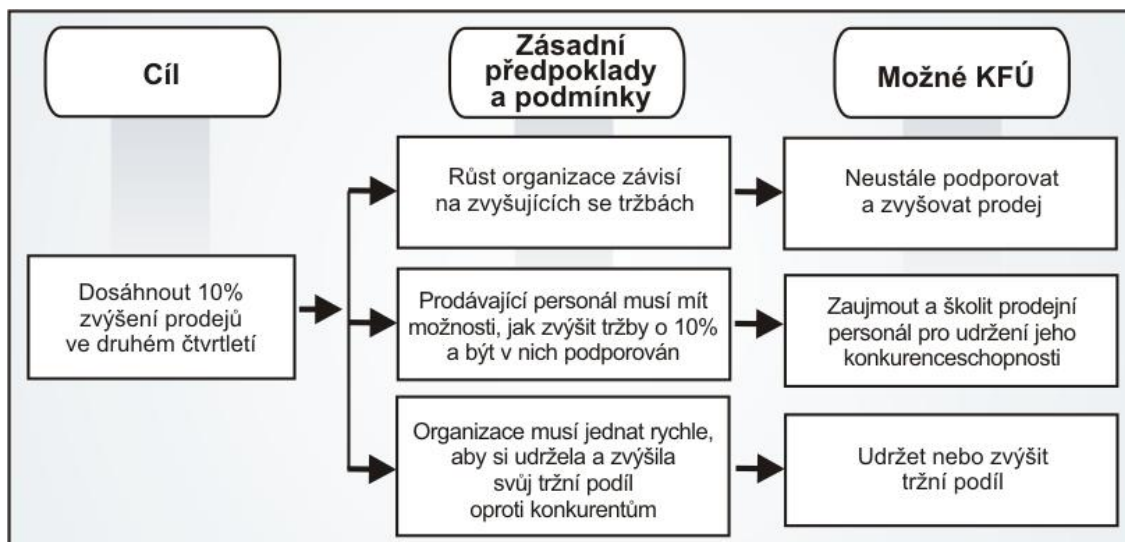 Cíl
Zásadní
předpoklady
a podmínky
Možné KFÚ
Dosáhnout 10%
zvýšení prodejů
ve druhém čtvrtletí
Růst organizace závisí
na zvyšujících se tržbách
Neustále podporovat
a zvyšovat prodej
Prodávající personál musí mít
možnosti, jak zvýšit tržby o 10%
a být v nich podporován
Zaujmout a školit prodejní
personál pro udržení jeho
konkurenceschopnosti
Organizace musí jednat rychle,
aby si udržela a zvýšila
svůj tržní podíl
oproti konkurentům
Udržet nebo zvýšit
tržní podíl